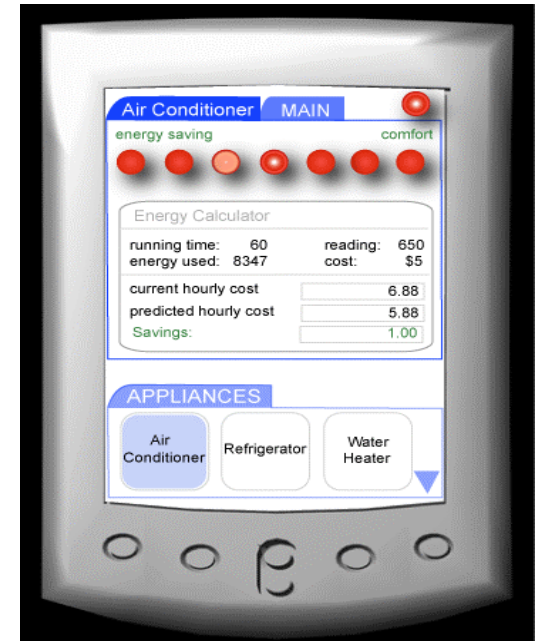 Air Conditioner MAIN
energy saving comfort
Energy Calculator
running time: 60 reading: 650
energy used: 8347 cost: $5
current hourly cost 6.88
predicted hourly cost 5.88
Savings: 1.00
APPLIANCES
Air Conditioner
Refrigerator
Water Heater